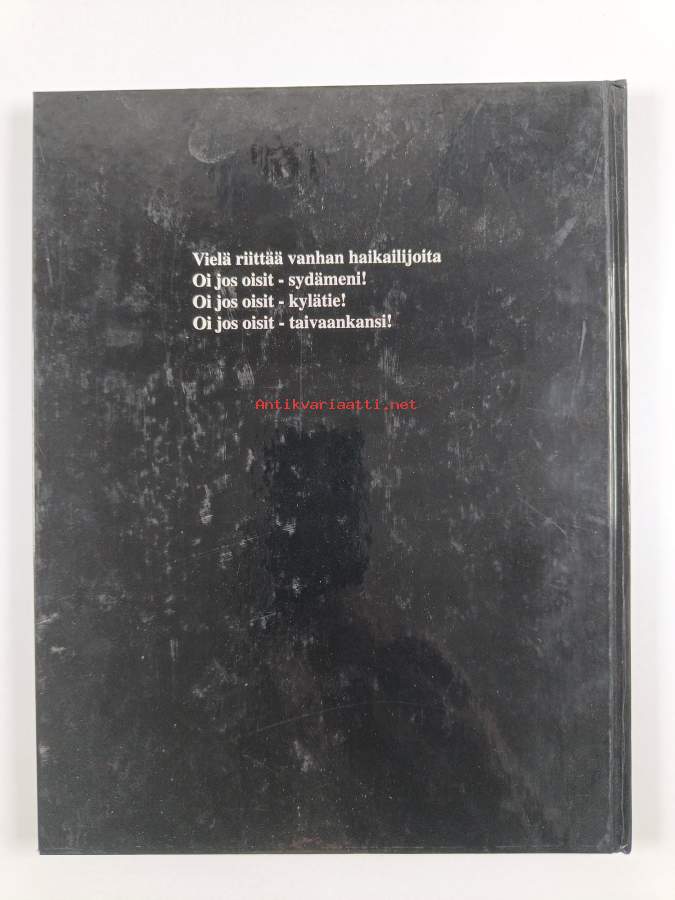 Vielä riittää vanhan haikailijoita
Oi jos oisit - sydämeni!
Oi jos oisit - kylätie!
Oi jos oisit - taivaankansi!
Antikvariaatti.net